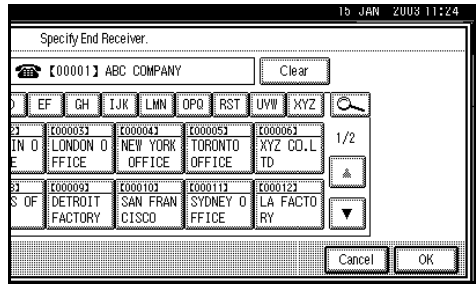 15 JAN 2003 11:24
Specify End Receiver.
【00001】 ABC COMPANY Clear
EF GH IJK LMN OPQ RST UVW XYZ
【00003】 【00004】 【00005】 【00006】
IN O LONDON O NEW YORK TORONTO XYZ CO.L 1/2
E FFICE OFFICE OFFICE TD
【00009】 【00010】 【00011】 【00012】
S OF DETROIT SAN FRAN SYDNEY O LA FACTO
FACTORY CISCO FFICE RY
Cancel OK